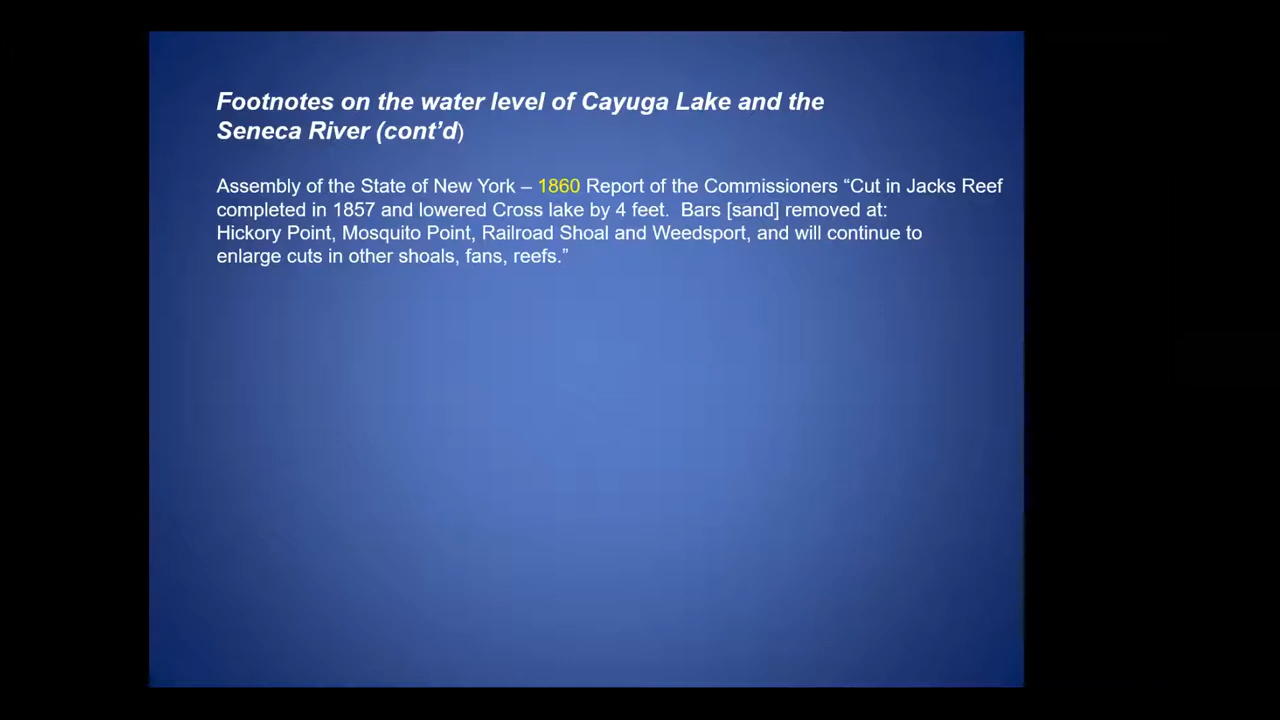 Footnotes on the water level of Cayuga Lake and the
Seneca River (cont’d)
Assembly of the State of New York – 1860 Report of the Commissioners “Cut in Jacks Reef
completed in 1857 and lowered Cross lake by 4 feet.  Bars [sand] removed at:
Hickory Point, Mosquito Point, Railroad Shoal and Weedsport, and will continue to
enlarge cuts in other shoals, fans, reefs.”